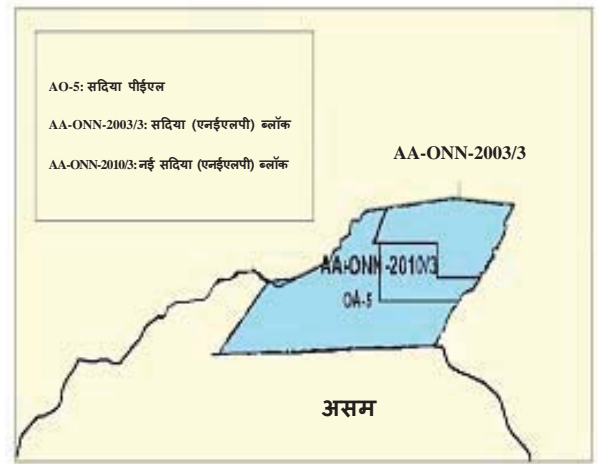 AO-5: सदिया पीईएल
AA-ONN-2003/3: सदिया (एनईएलपी) ब्लॉक
AA-ONN-2010/3: नई सदिया (एनईएलपी) ब्लॉक
AA-ONN-2003/3
AA-ONN-2010/3
OA-5
असम